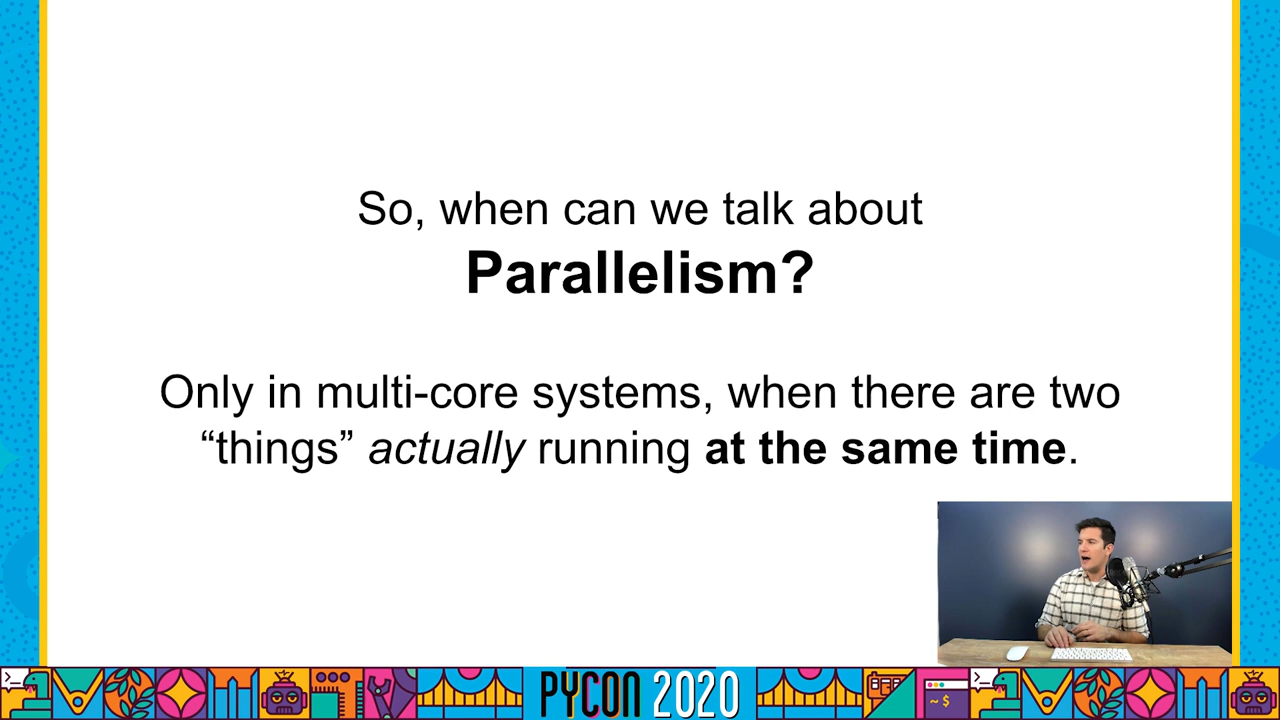 So, when can we talk about
Parallelism?
Only in multi-core systems, when there are two
“things” actually running at the same time.
PYCON 2020
~ $